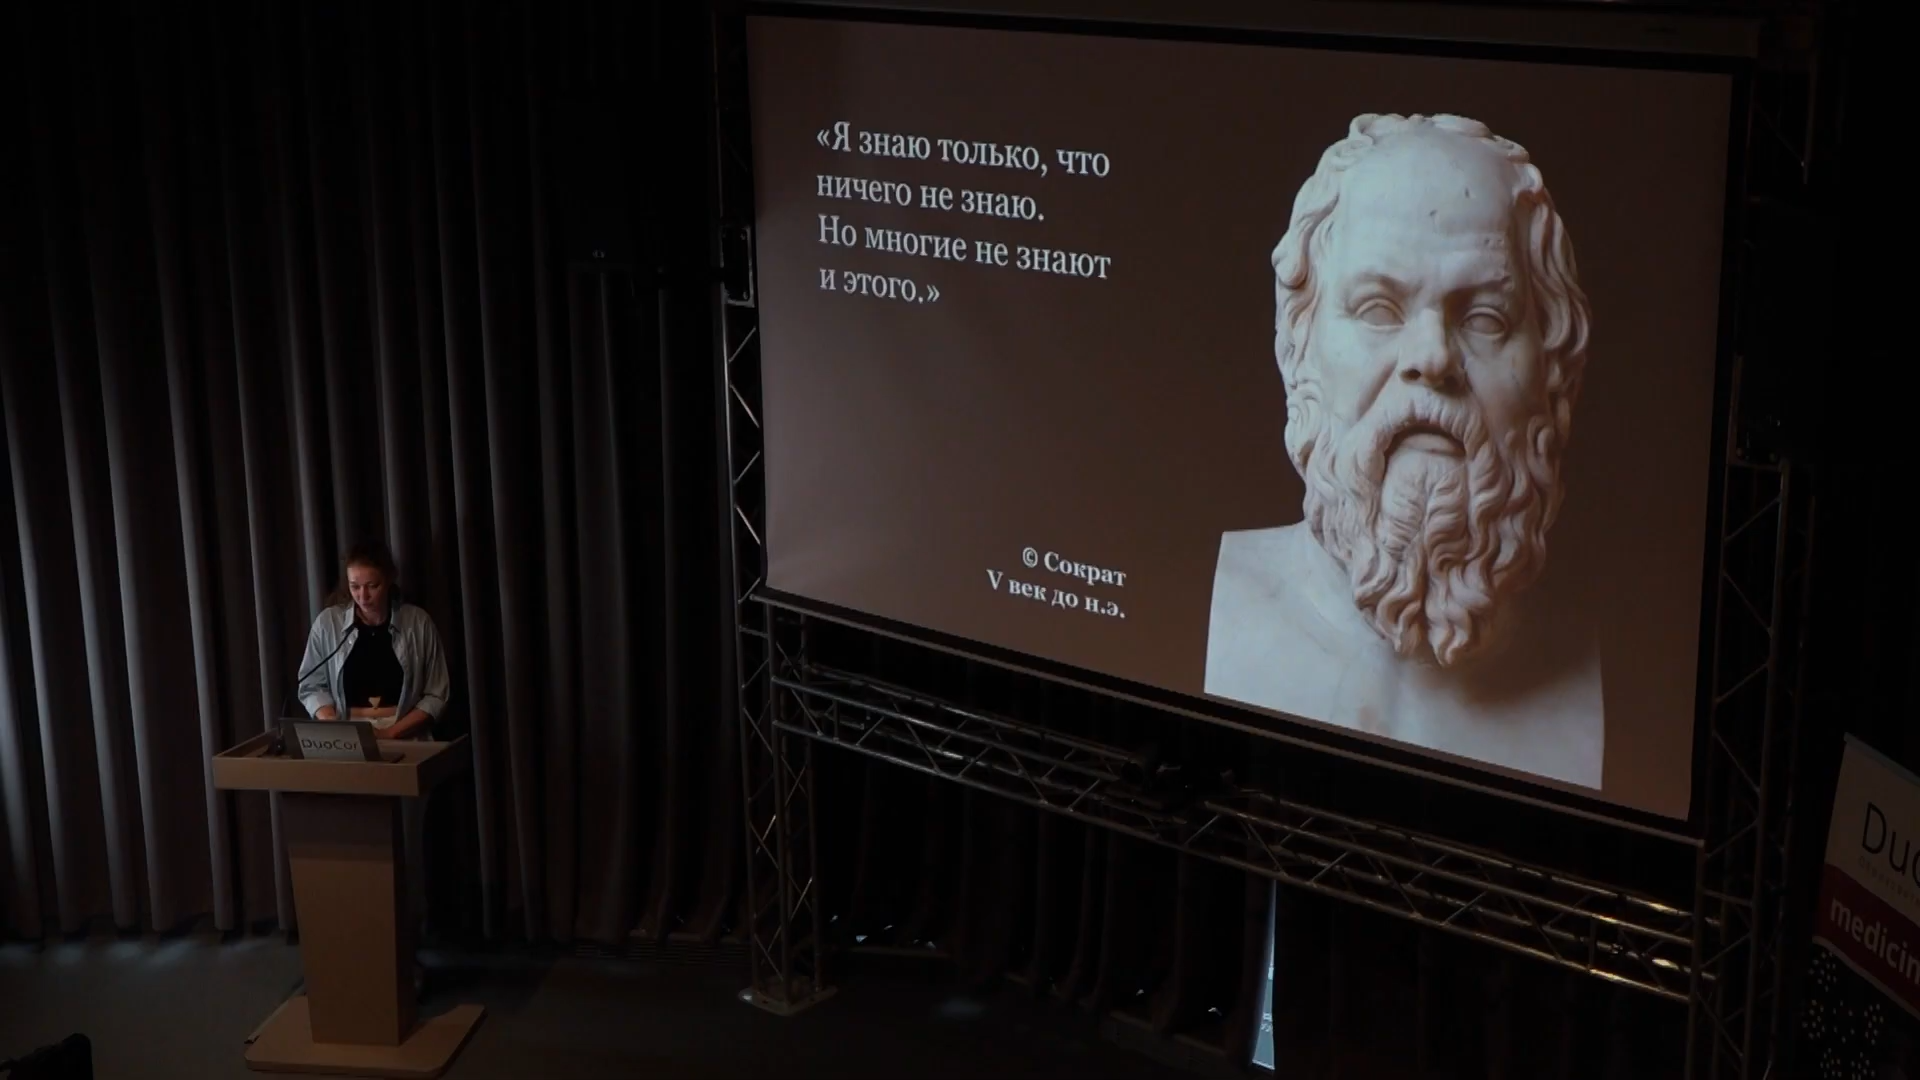 «Я знаю только, что
ничего не знаю.
Но многие не знают
и этого.»
© Сократ
V век до н.э.
DuoCor
Duo
medicin